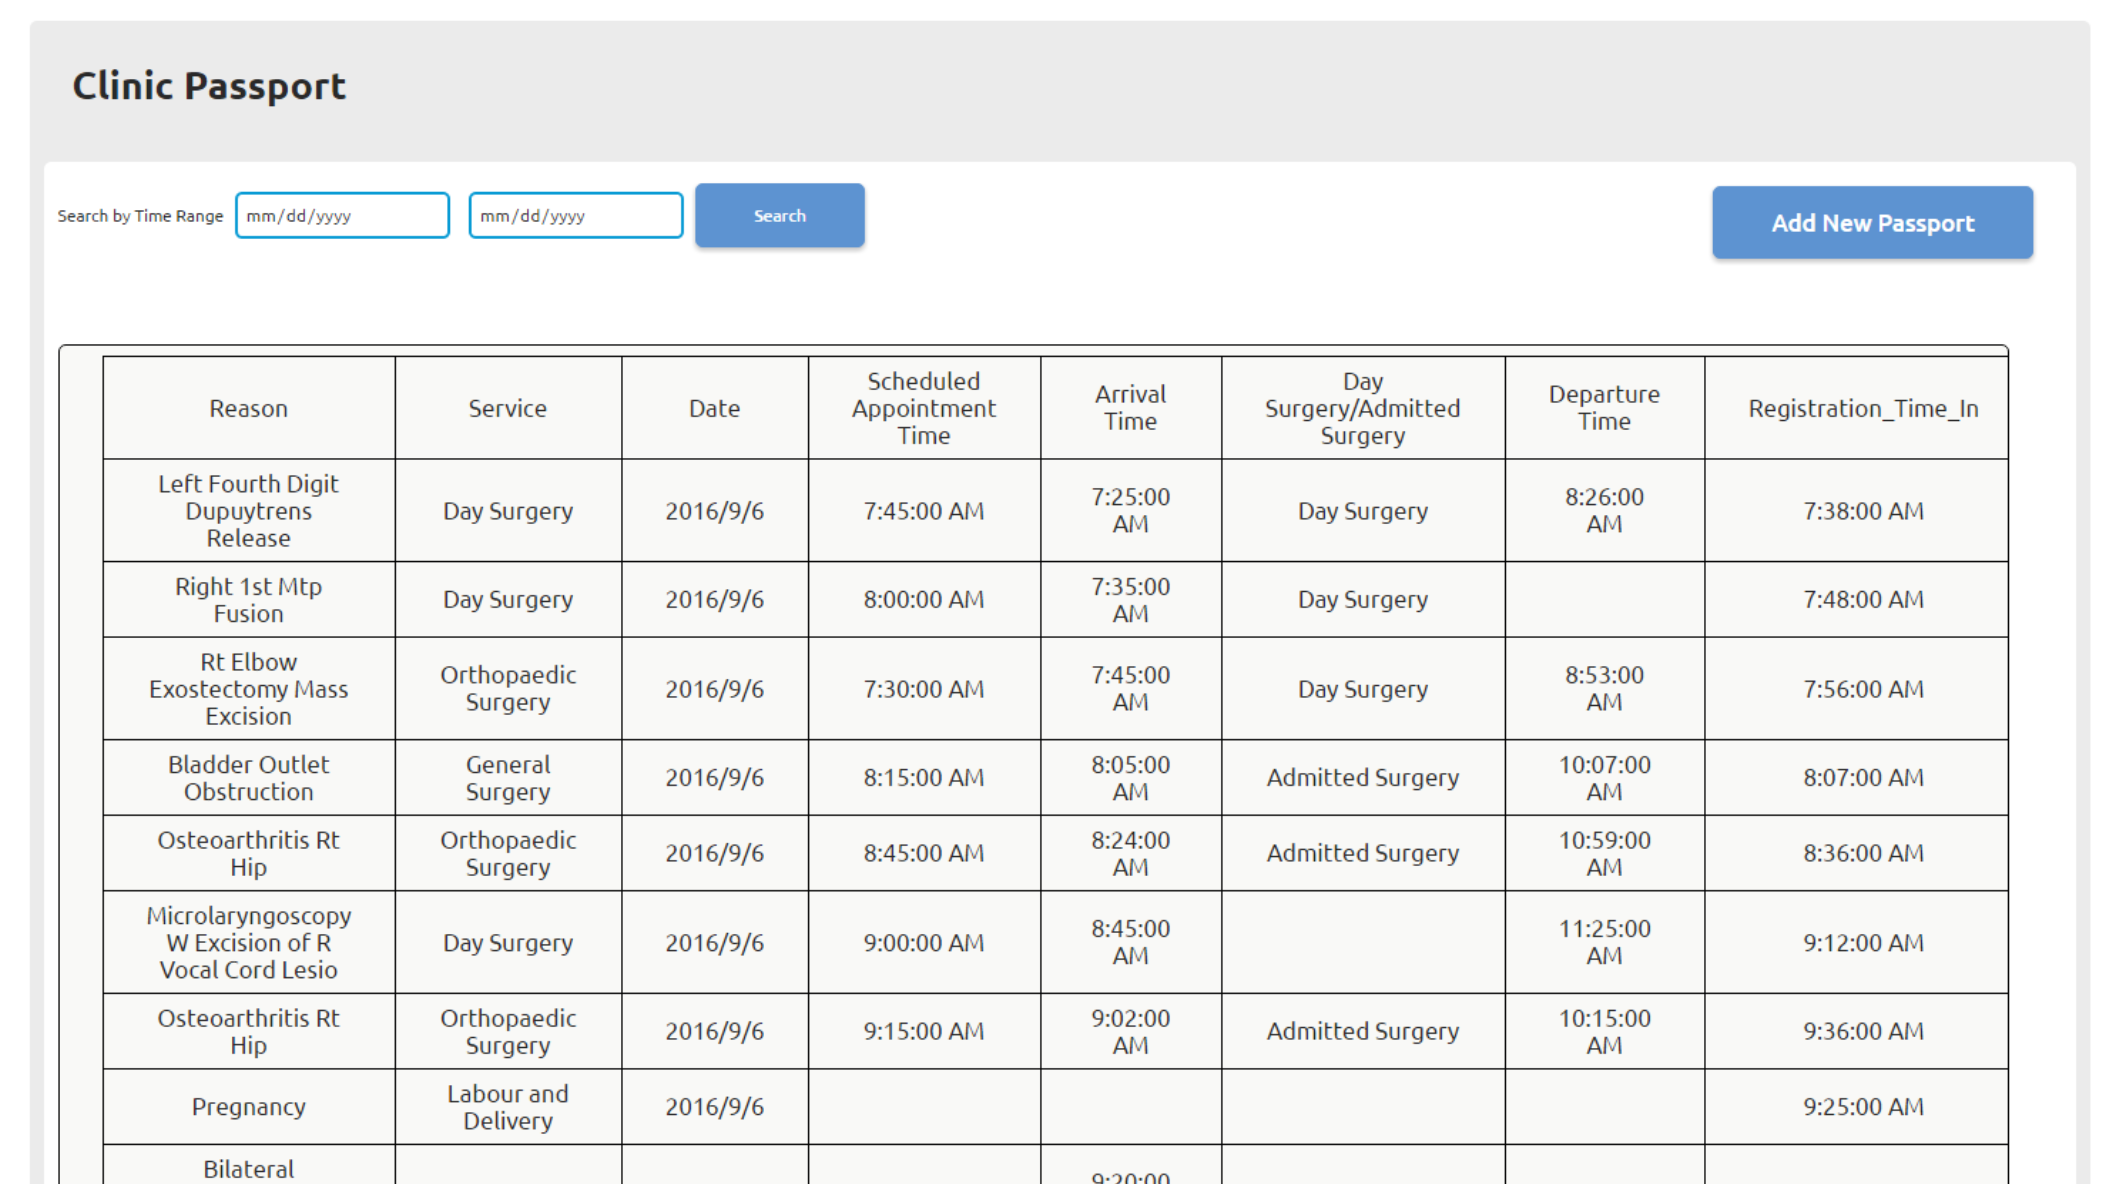 Clinic Passport
Search by Time Range mm/dd/yyyy mm/dd/yyyy Search Add New Passport
Reason Service Date Scheduled Appointment Time Arrival Time Day Surgery/Admitted Surgery Departure Time Registration_Time_In
Left Fourth Digit Dupuytrens Release Day Surgery 2016/9/6 7:45:00 AM 7:25:00 AM Day Surgery 8:26:00 AM 7:38:00 AM
Right 1st Mtp Fusion Day Surgery 2016/9/6 8:00:00 AM 7:35:00 AM Day Surgery 7:48:00 AM
Rt Elbow Exostectomy Mass Excision Orthopaedic Surgery 2016/9/6 7:30:00 AM 7:45:00 AM Day Surgery 8:53:00 AM 7:56:00 AM
Bladder Outlet Obstruction General Surgery 2016/9/6 8:15:00 AM 8:05:00 AM Admitted Surgery 10:07:00 AM 8:07:00 AM
Osteoarthritis Rt Hip Orthopaedic Surgery 2016/9/6 8:45:00 AM 8:24:00 AM Admitted Surgery 10:59:00 AM 8:36:00 AM
Microlaryngoscopy W Excision of R Vocal Cord Lesio Day Surgery 2016/9/6 9:00:00 AM 8:45:00 AM 11:25:00 AM 9:12:00 AM
Osteoarthritis Rt Hip Orthopaedic Surgery 2016/9/6 9:15:00 AM 9:02:00 AM Admitted Surgery 10:15:00 AM 9:36:00 AM
Pregnancy Labour and Delivery 2016/9/6 9:25:00 AM
Bilateral 9:20:00